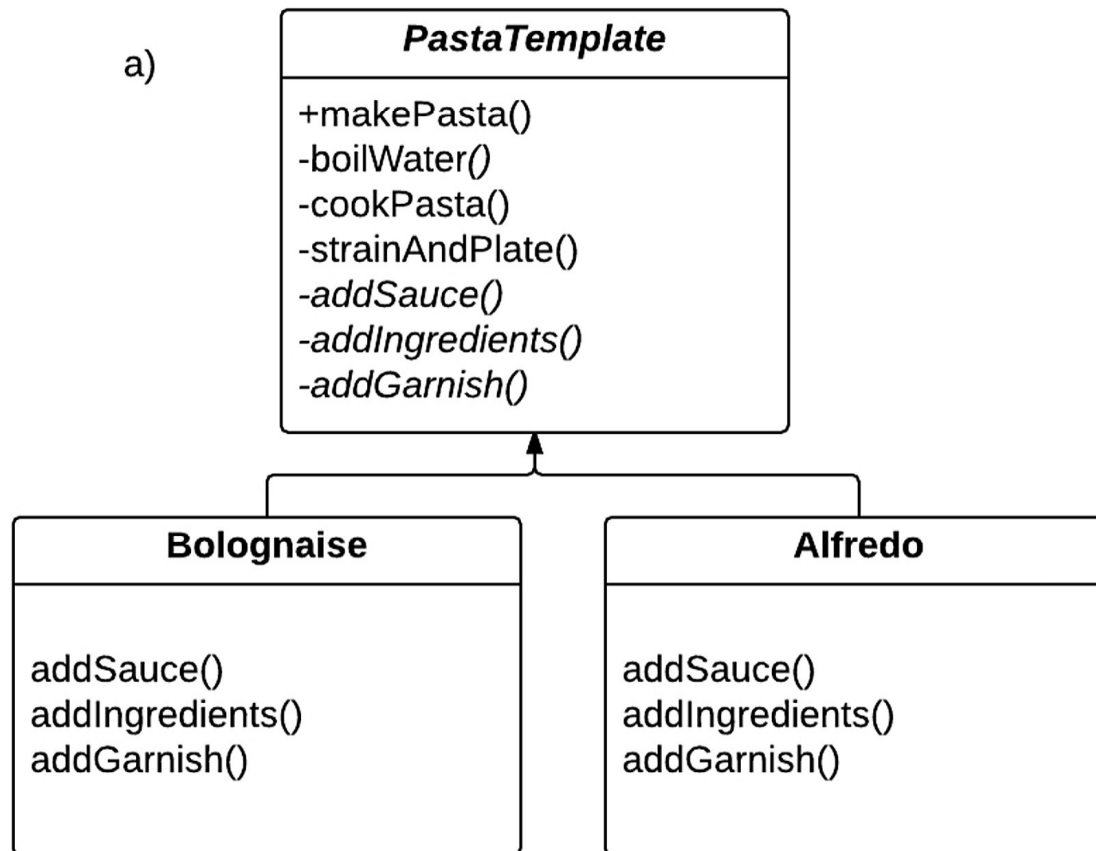 a)
PastaTemplate
+makePasta()
-boilWater()
-cookPasta()
-strainAndPlate()
-addSauce()
-addIngredients()
-addGarnish()
Bolognaise
addSauce()
addIngredients()
addGarnish()
Alfredo
addSauce()
addIngredients()
addGarnish()